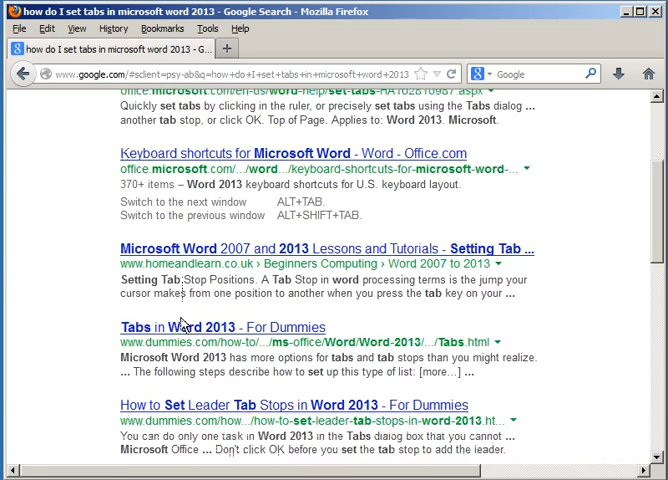 how do I set tabs in microsoft word 2013 - Google Search - Mozilla Firefox
File Edit View History Bookmarks Tools Help
how do I set tabs in microsoft word 2013 - G...
www.google.com/#sclient=psy-ab&q=how+do+I+set+tabs+in+microsoft+word+2013
Google
office.microsoft.com/en-us/word-help/set-tabs-HA102810987.aspx
Quickly set tabs by clicking in the ruler, or precisely set tabs using the Tabs dialog ...
another tab stop, or click OK. Top of Page. Applies to: Word 2013. Microsoft.
Keyboard shortcuts for Microsoft Word - Word - Office.com
office.microsoft.com/.../word.../keyboard-shortcuts-for-microsoft-word-...
370+ items – Word 2013 keyboard shortcuts for U.S. keyboard layout.
Switch to the next window ALT+TAB.
Switch to the previous window ALT+SHIFT+TAB.
Microsoft Word 2007 and 2013 Lessons and Tutorials - Setting Tab ...
www.homeandlearn.co.uk › Beginners Computing › Word 2007 to 2013
Setting Tab Stop Positions. A Tab Stop in word processing terms is the jump your
cursor makes from one position to another when you press the tab key on your ...
Tabs in Word 2013 - For Dummies
www.dummies.com/how-to/.../ms-office/Word/Word-2013/.../Tabs.html
Microsoft Word 2013 has more options for tabs and tab stops than you might realize.
... The following steps describe how to set up this type of list: [more...] ...
How to Set Leader Tab Stops in Word 2013 - For Dummies
www.dummies.com/how.../how-to-set-leader-tab-stops-in-word-2013.ht...
You can do only one task in Word 2013 in the Tabs dialog box that you cannot ...
Microsoft Office ... Don't click OK before you set the tab stop to add the leader.